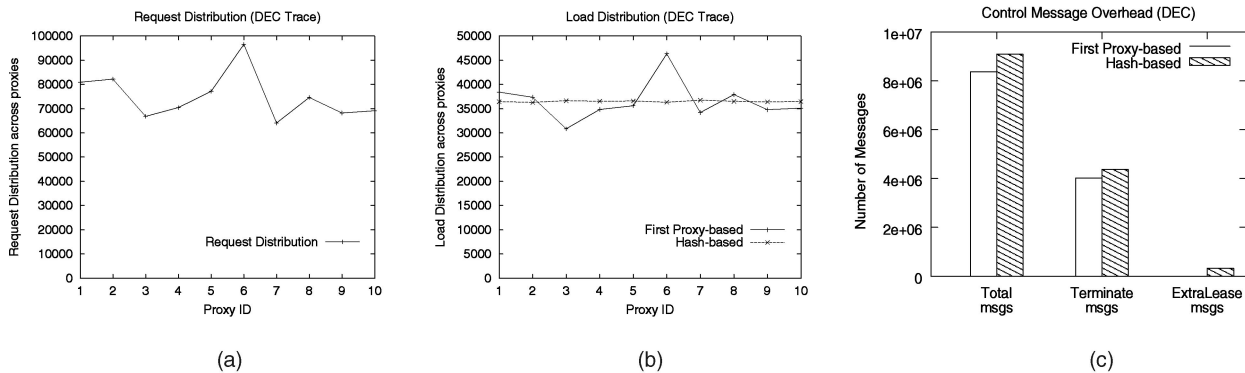 Request Distribution (DEC Trace)
100000
90000
80000
70000
60000
50000
40000
30000
20000
10000
0
Request Distribution across proxies
Request Distribution
1 2 3 4 5 6 7 8 9 10
Proxy ID
(a)
Load Distribution (DEC Trace)
50000
45000
40000
35000
30000
25000
20000
15000
10000
5000
0
Load Distribution across proxies
First Proxy-based
Hash-based
1 2 3 4 5 6 7 8 9 10
Proxy ID
(b)
Control Message Overhead (DEC)
1e+07
8e+06
6e+06
4e+06
2e+06
0
Number of Messages
First Proxy-based
Hash-based
Total
msgs
Terminate
msgs
ExtraLease
msgs
(c)